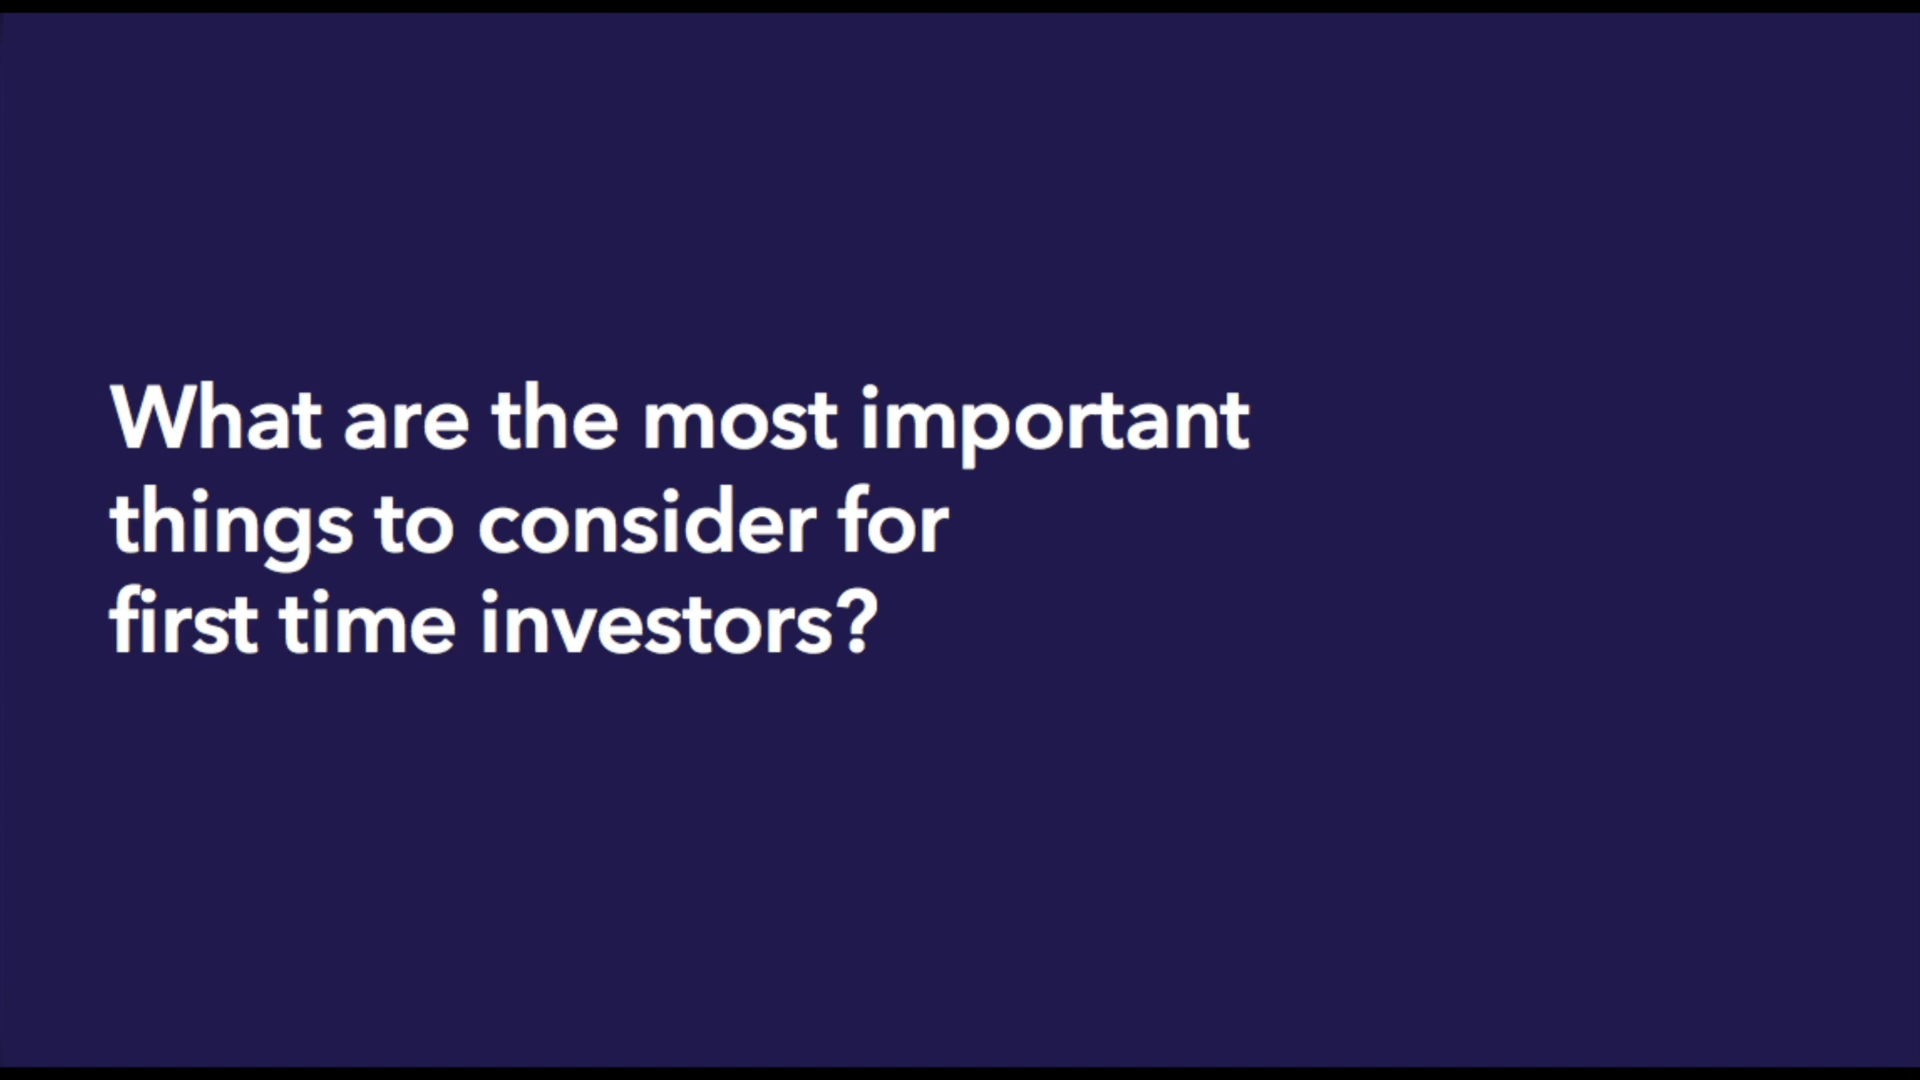 What are the most important
things to consider for
first time investors?